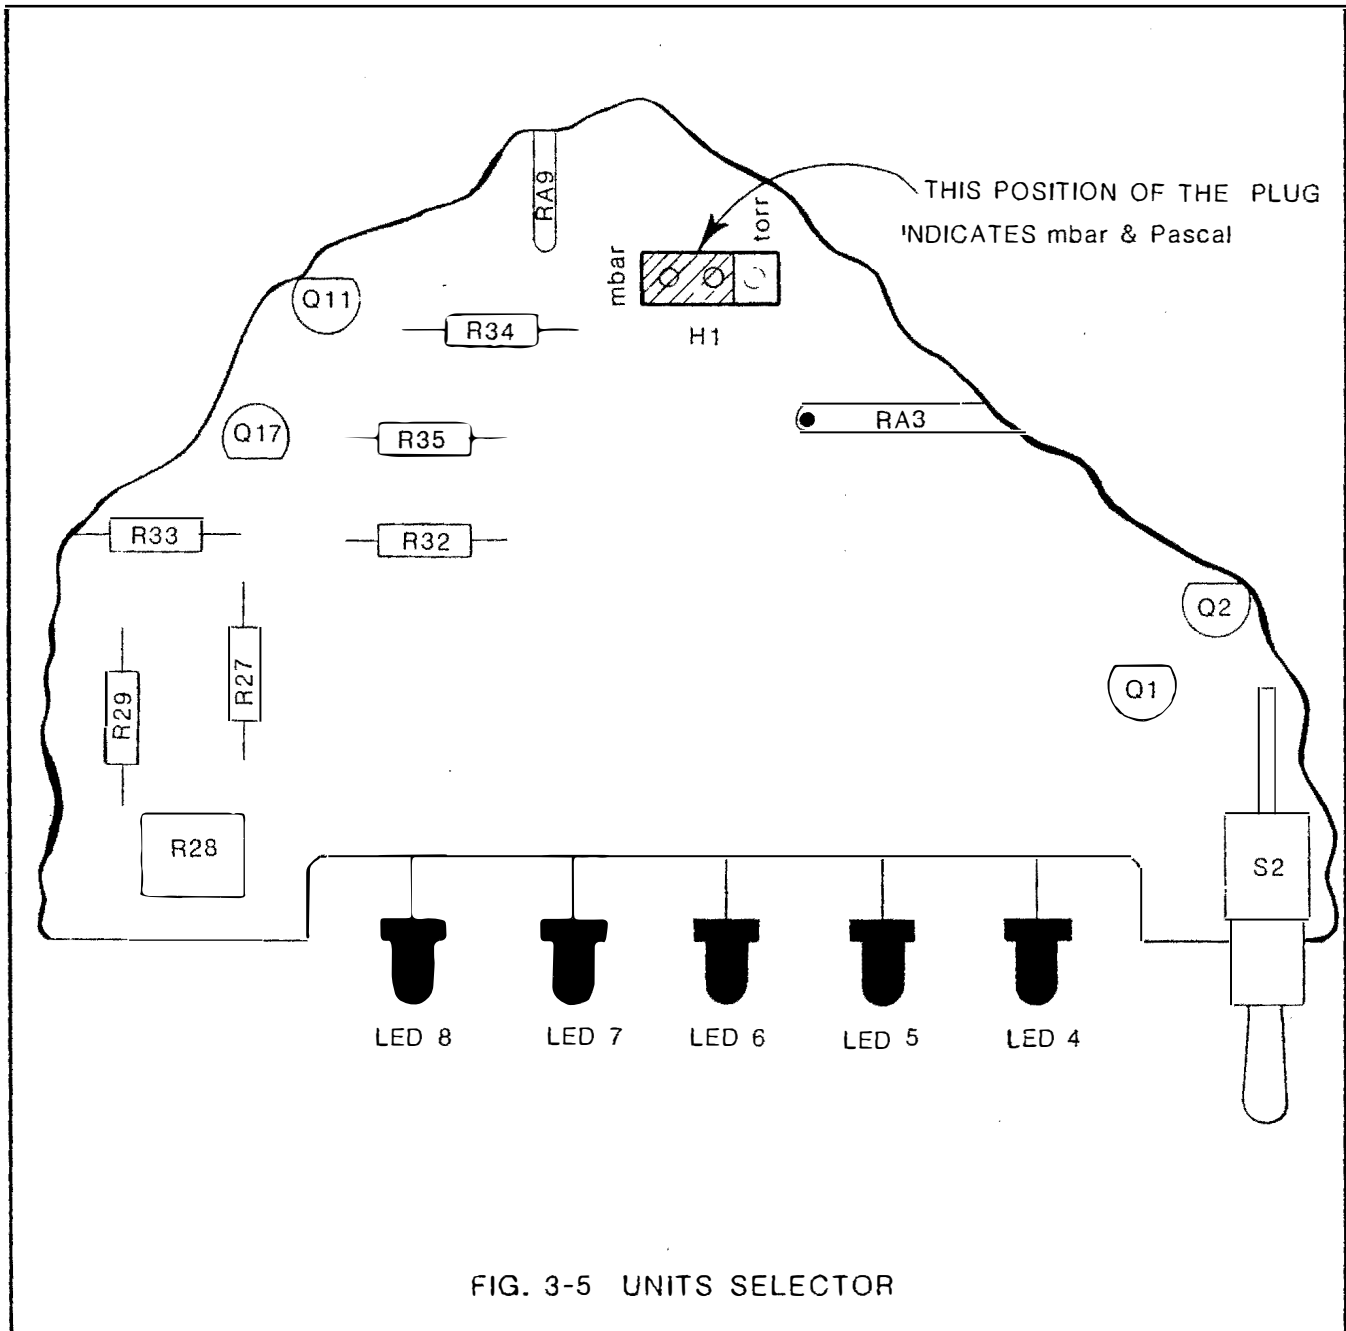 RA9
torr
THIS POSITION OF THE PLUG
INDICATES mbar & Pascal
mbar
Q11
R34
H1
Q17
R35
RA3
R33
R32
Q2
R29
R27
Q1
R28
S2
LED 8
LED 7
LED 6
LED 5
LED 4
FIG. 3-5 UNITS SELECTOR